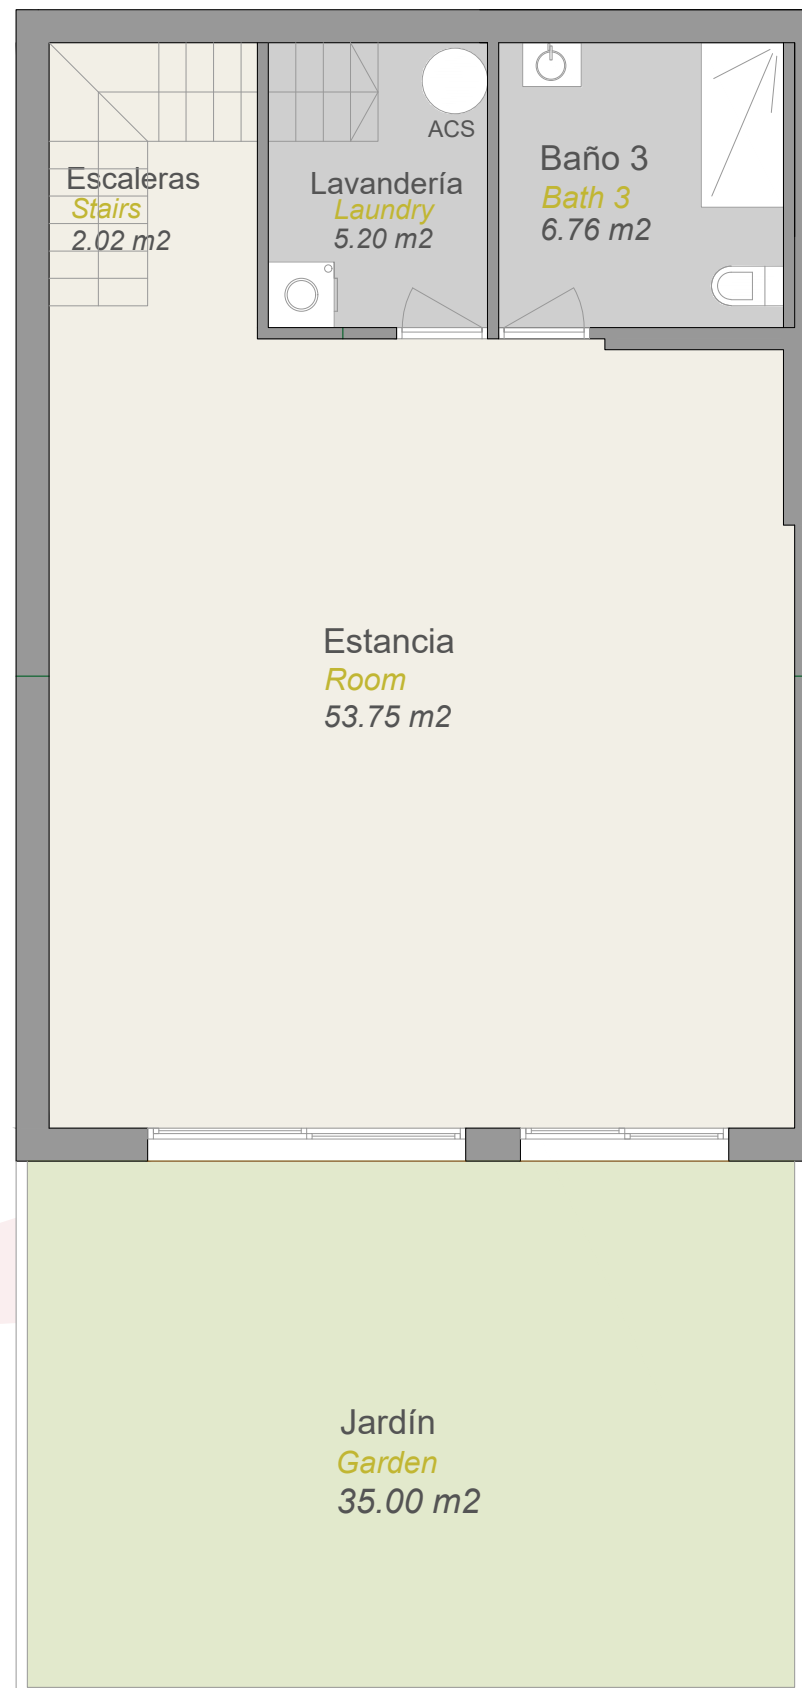 Escaleras
Stairs
2.02 m2
Lavandería
Laundry
5.20 m2
ACS
Baño 3
Bath 3
6.76 m2
Estancia
Room
53.75 m2
Jardín
Garden
35.00 m2